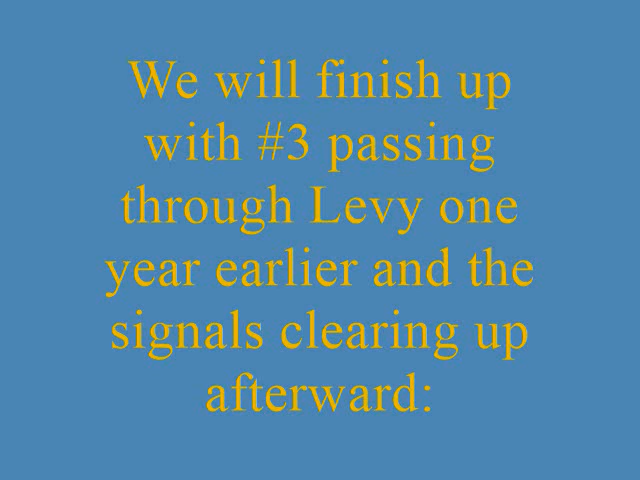 We will finish up
with #3 passing
through Levy one
year earlier and the
signals clearing up
afterward: